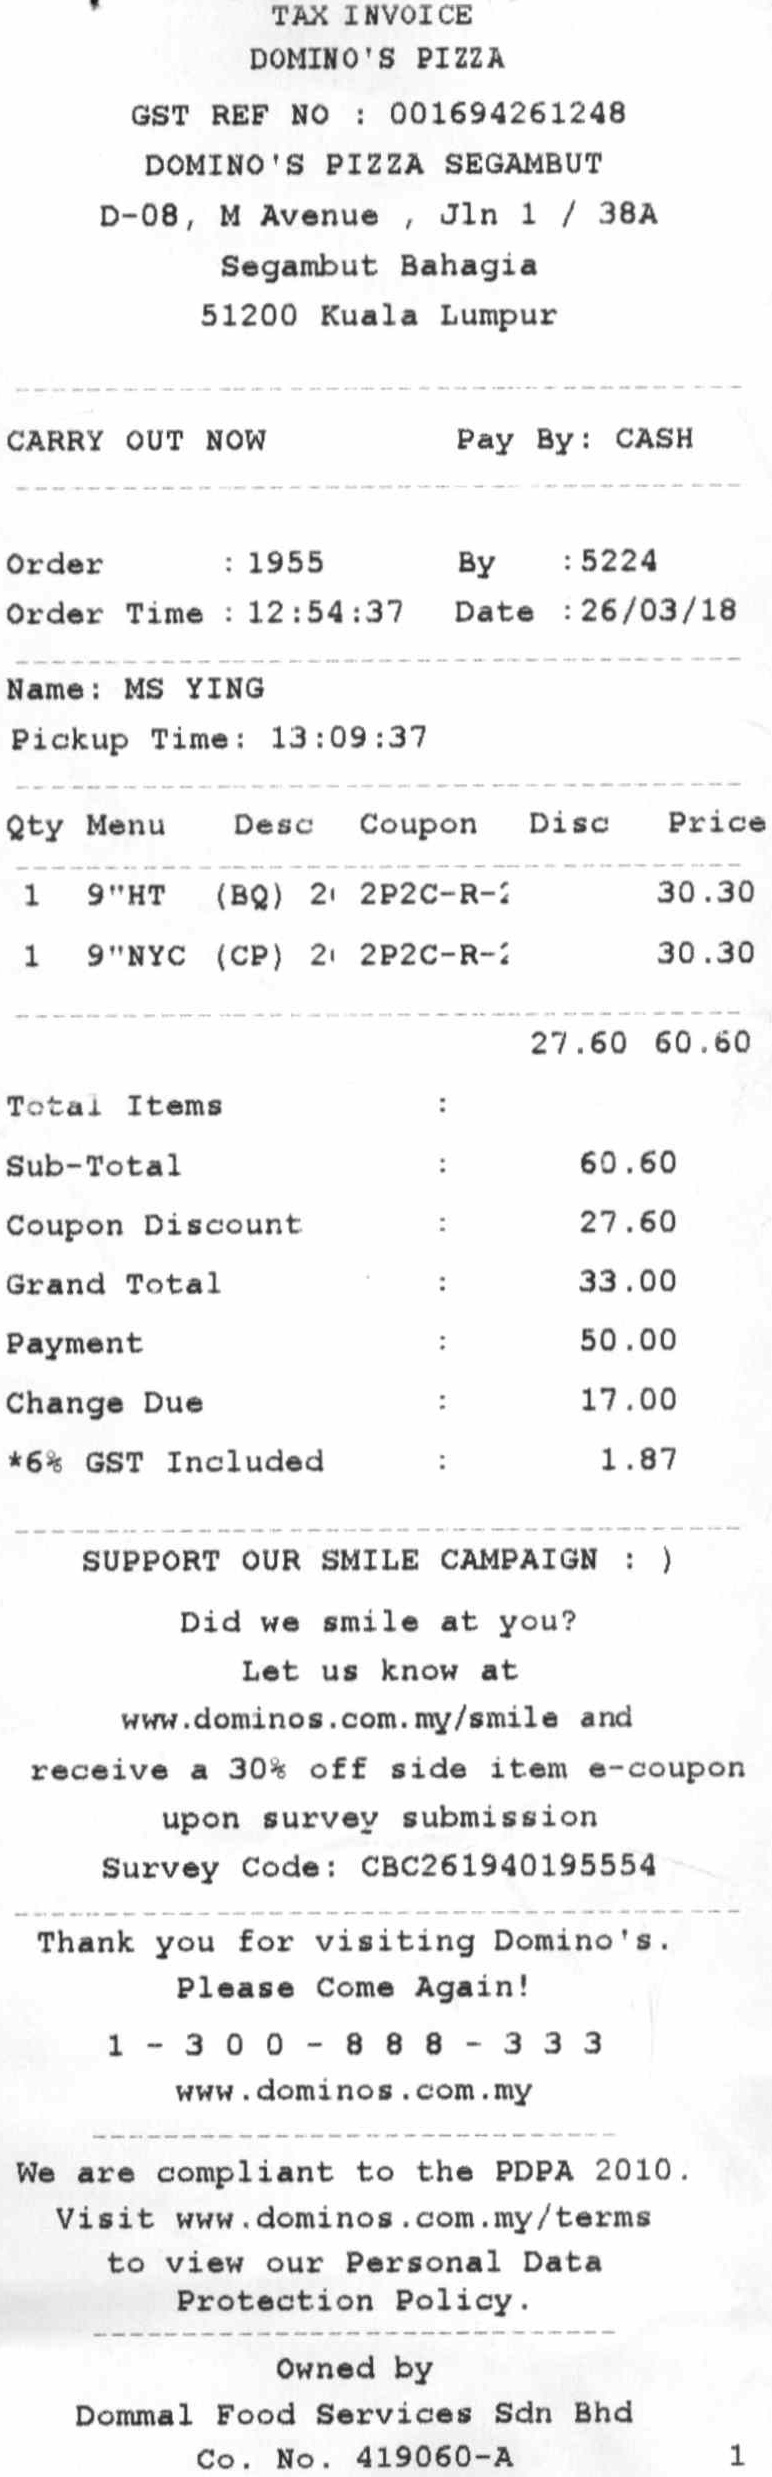 TAX INVOICE
DOMINO'S PIZZA
GST REF NO : 001694261248
DOMINO'S PIZZA SEGAMBUT
D-08, M Avenue , Jln 1 / 38A
Segambut Bahagia
51200 Kuala Lumpur
CARRY OUT NOW Pay By: CASH
Order :1955 By :5224
Order Time :12:54:37 Date :26/03/18
Name: MS YING
Pickup Time: 13:09:37
Qty Menu Desc Coupon Disc Price
1 9"HT (BQ) 2P2C-R- 30.30
1 9"NYC (CP) 2P2C-R- 30.30
27.60 60.60
Total Items :
Sub-Total : 60.60
Coupon Discount : 27.60
Grand Total : 33.00
Payment : 50.00
Change Due : 17.00
*6% GST Included : 1.87
SUPPORT OUR SMILE CAMPAIGN : )
Did we smile at you?
Let us know at
www.dominos.com.my/smile and
receive a 30% off side item e-coupon
upon survey submission
Survey Code: CBC261940195554
Thank you for visiting Domino's.
Please Come Again!
1 - 3 0 0 - 8 8 8 - 3 3 3
www.dominos.com.my
We are compliant to the PDPA 2010.
Visit www.dominos.com.my/terms
to view our Personal Data
Protection Policy.
Owned by
Dommal Food Services Sdn Bhd
Co. No. 419060-A 1